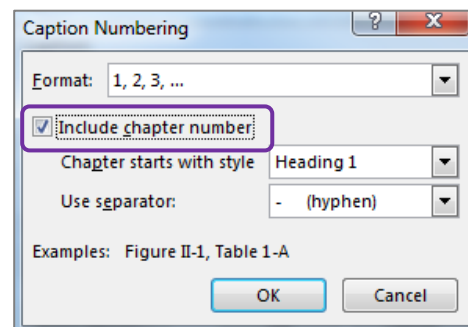 Caption Numbering
? X
Format: 1, 2, 3, ...
Include chapter number
Chapter starts with style Heading 1
Use separator: - (hyphen)
Examples: Figure II-1, Table 1-A
OK Cancel